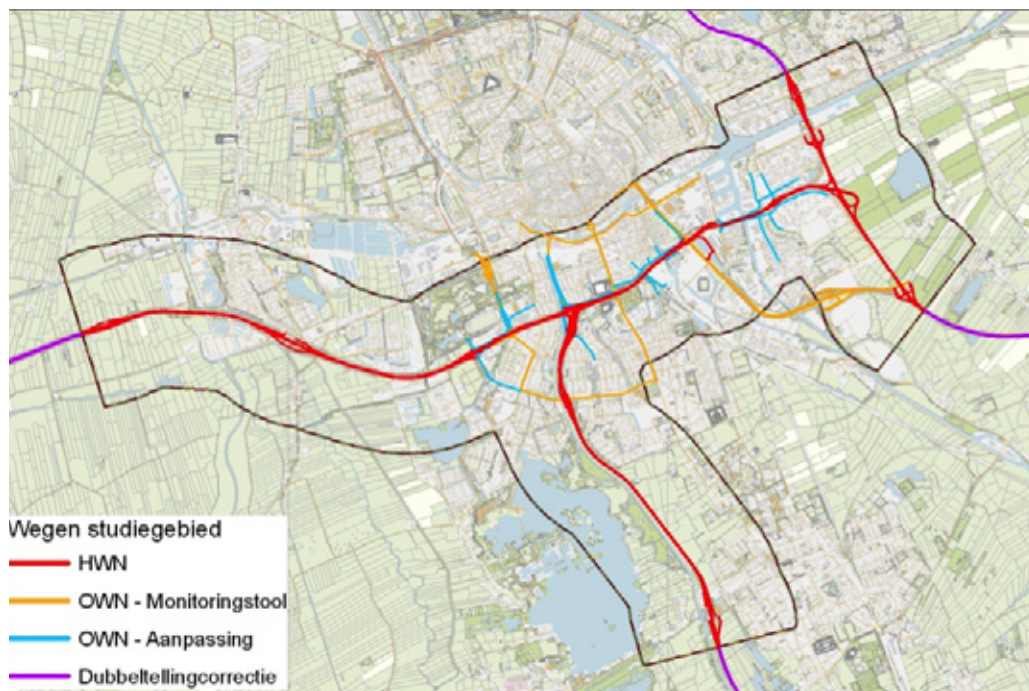 Wegen studiegebied
HWN
OWN - Monitoringstool
OWN - Aanpassing
Dubbeltellingcorrectie